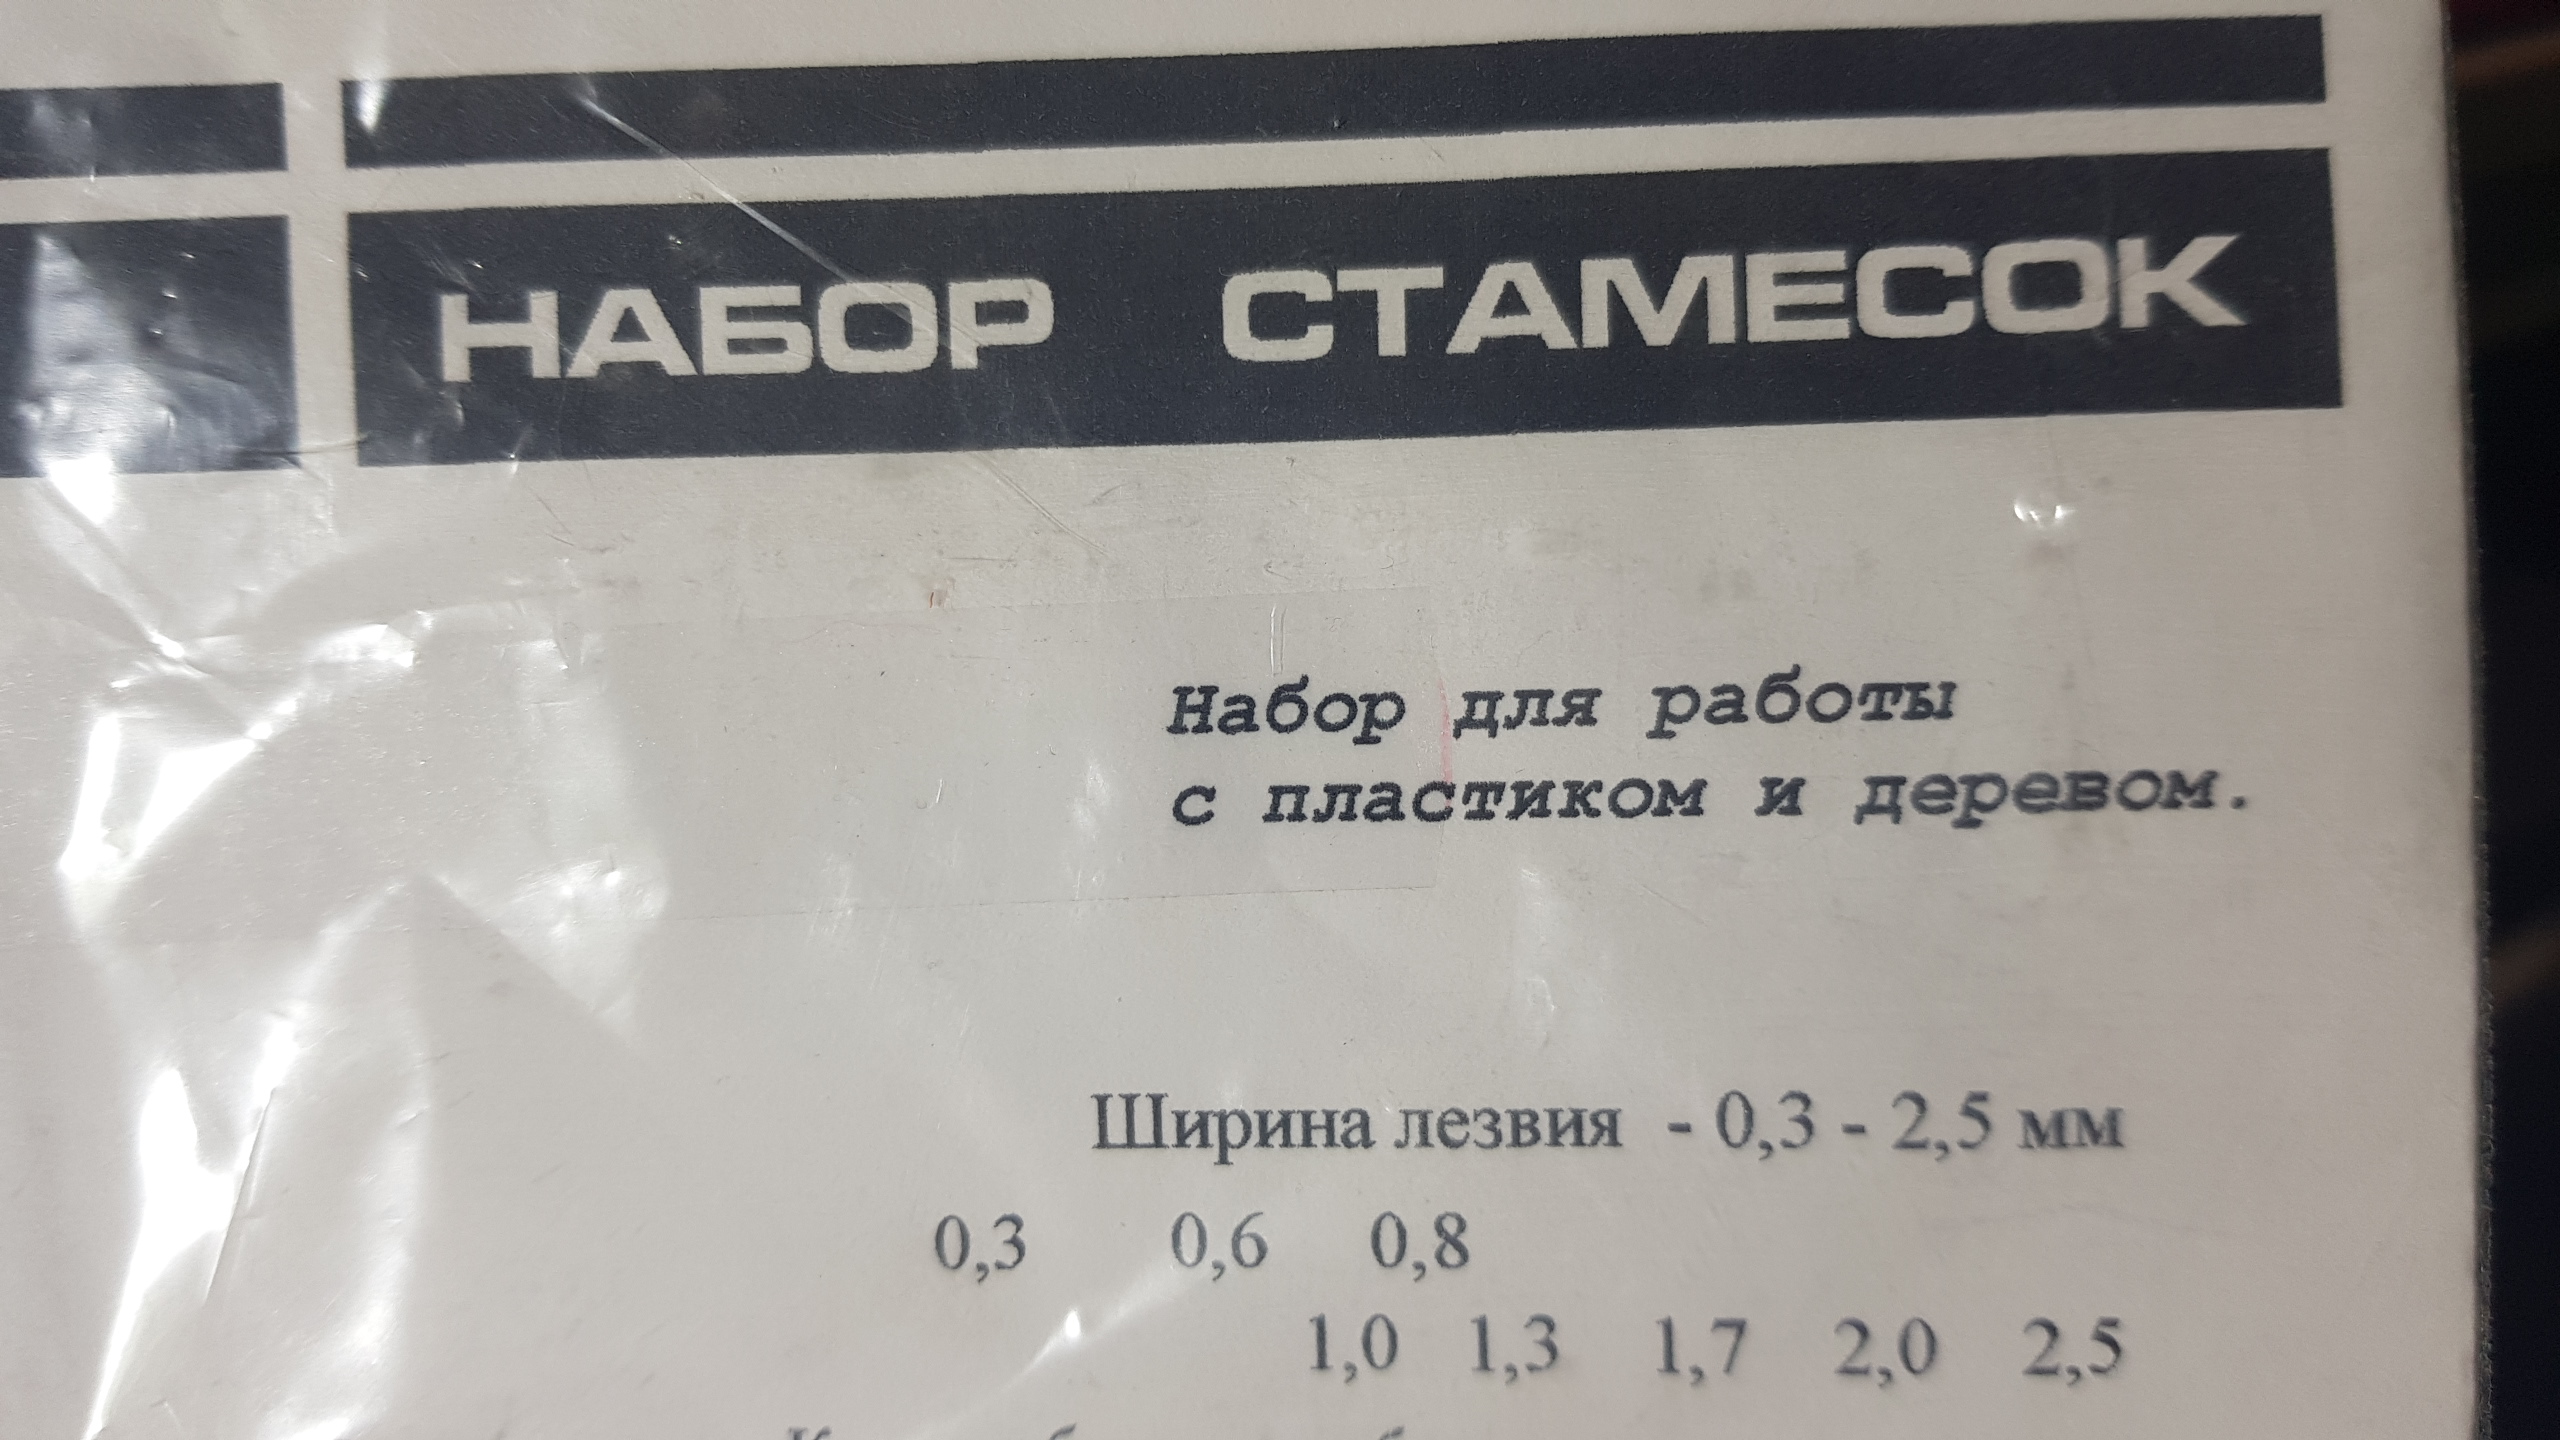 НАБОР СТАМЕСОК
Набор для работы
с пластиком и деревом.
Ширина лезвия - 0,3 - 2,5 мм
0,3 0,6 0,8
1,0 1,3 1,7 2,0 2,5